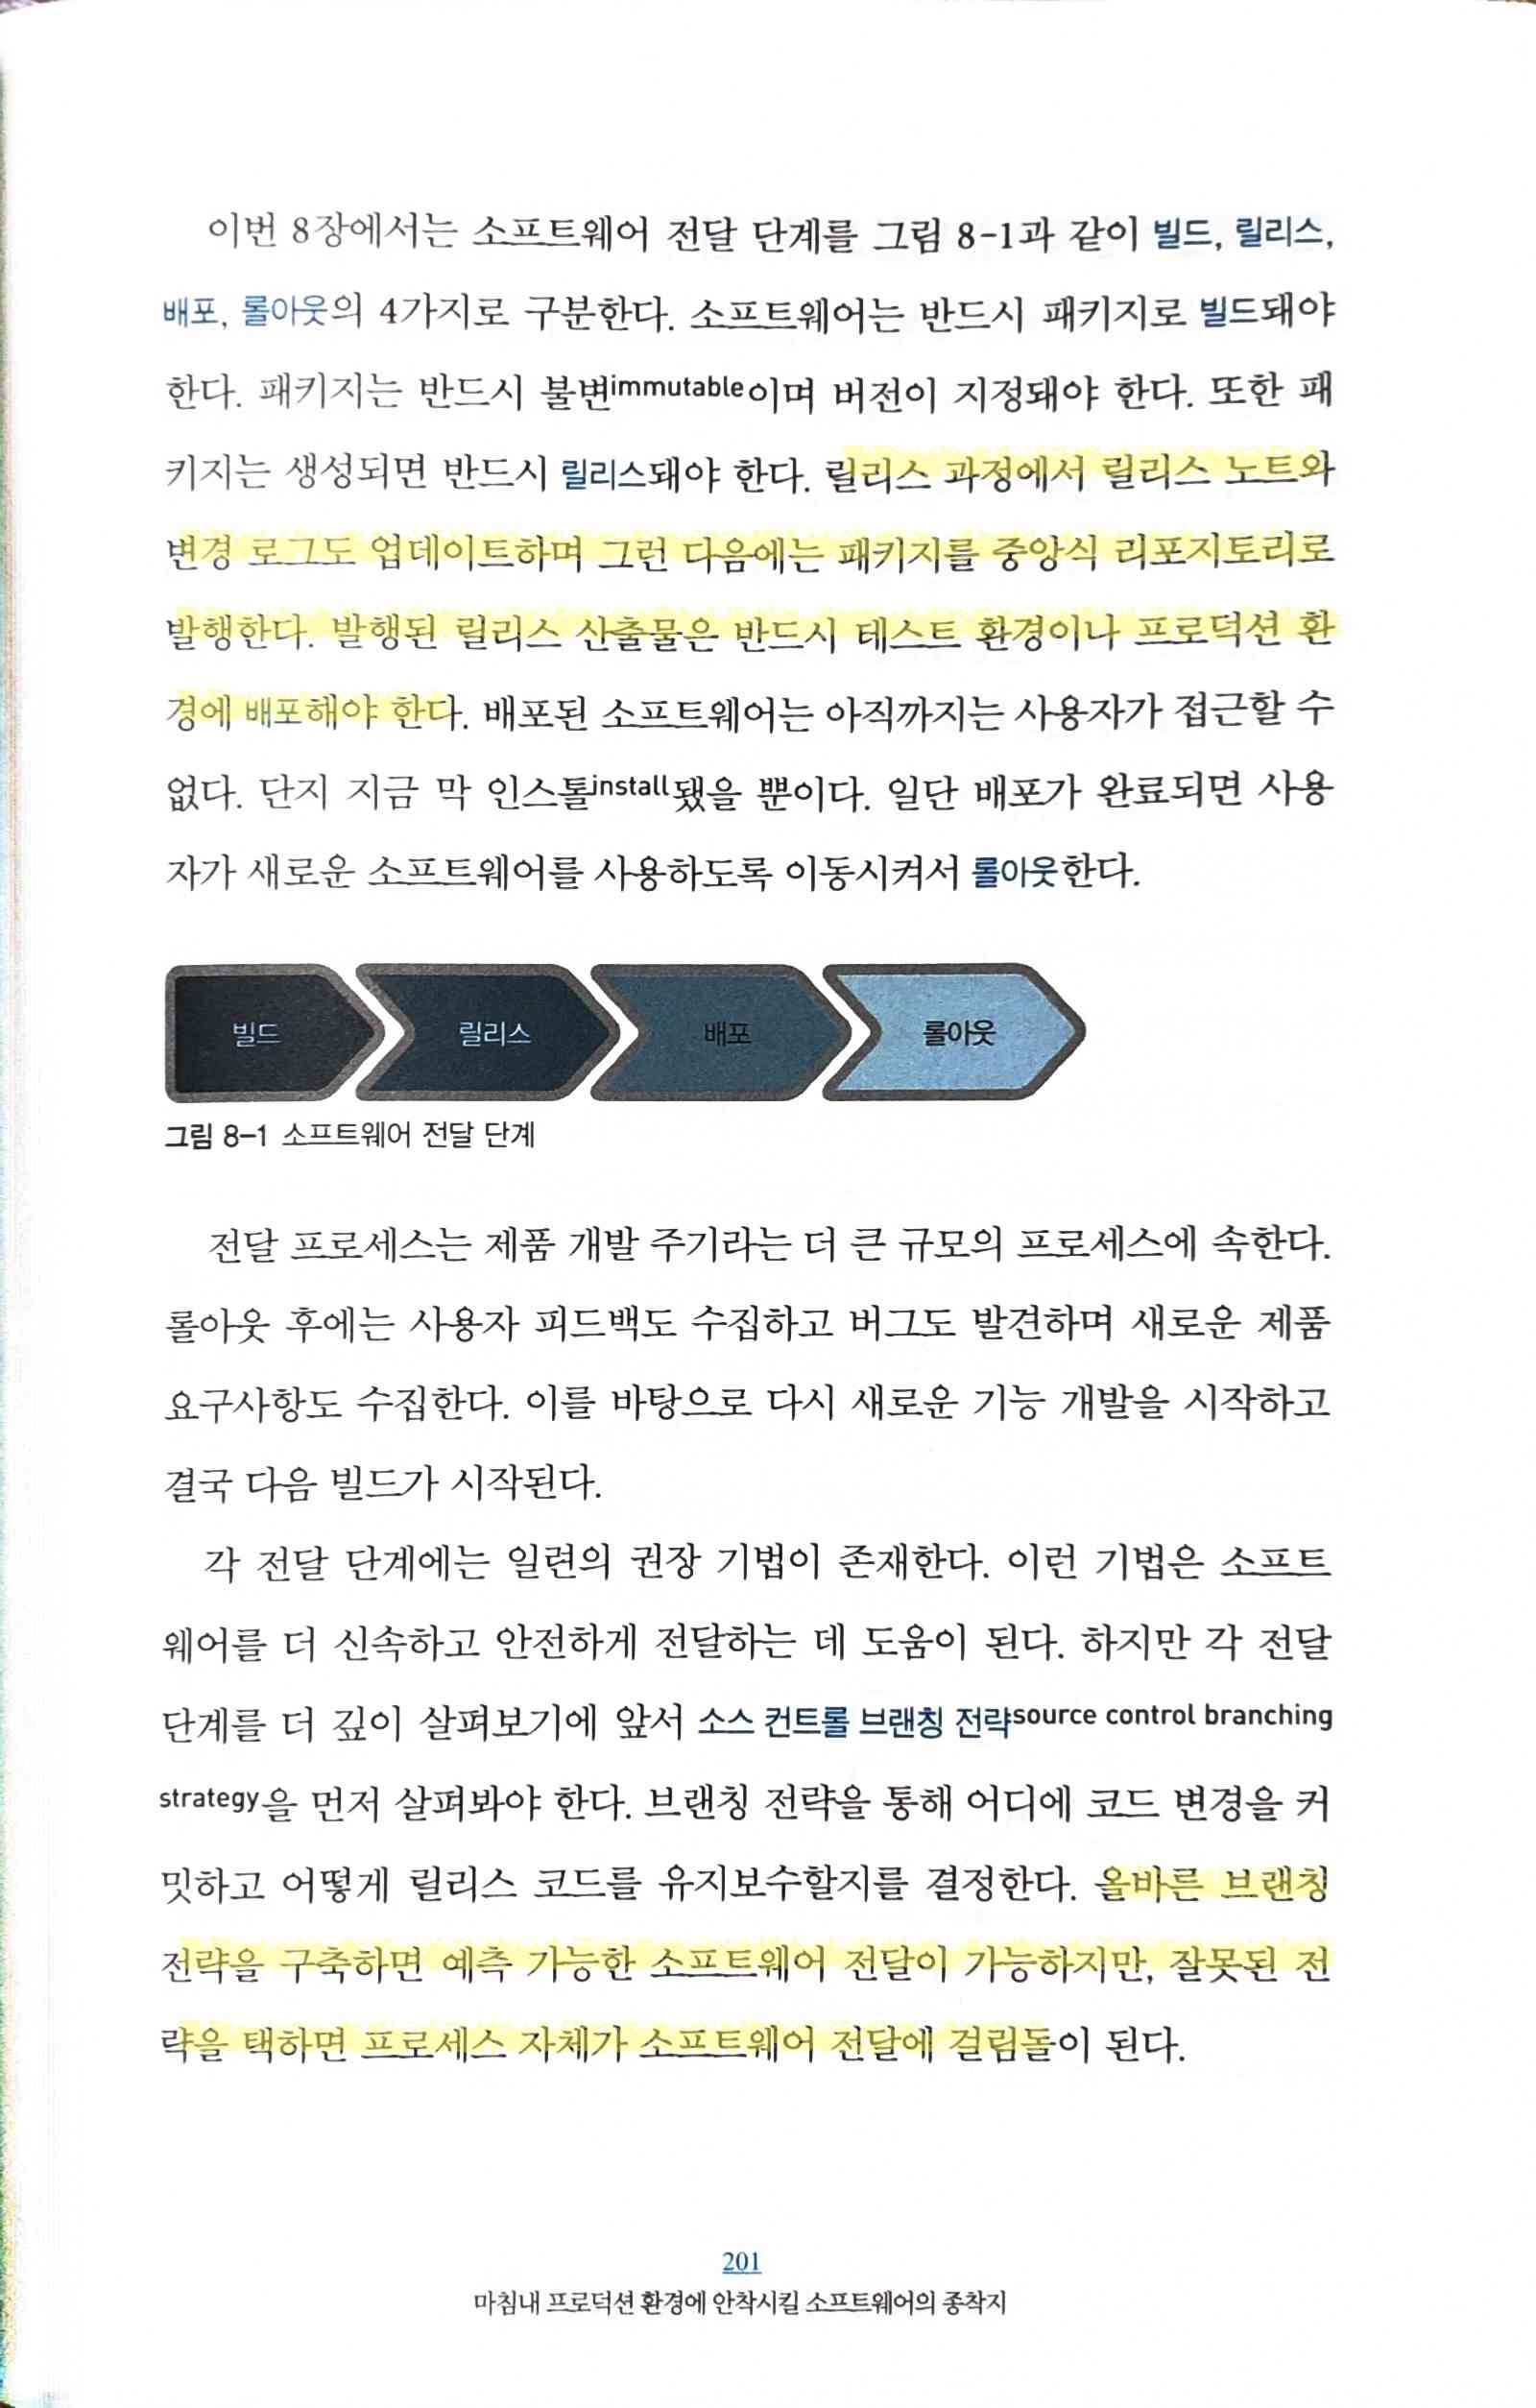 이번 8장에서는 소프트웨어 전달 단계를 그림 8-1과 같이 빌드, 릴리스,
배포, 롤아웃의 4가지로 구분한다. 소프트웨어는 반드시 패키지로 빌드돼야
한다. 패키지는 반드시 불변immutable이며 버전이 지정돼야 한다. 또한 패
키지는 생성되면 반드시 릴리스돼야 한다. 릴리스 과정에서 릴리스 노트와
변경 로그도 업데이트하며 그런 다음에는 패키지를 중앙식 리포지토리로
발행한다. 발행된 릴리스 산출물은 반드시 테스트 환경이나 프로덕션 환
경에 배포해야 한다. 배포된 소프트웨어는 아직까지는 사용자가 접근할 수
없다. 단지 지금 막 인스톨install됐을 뿐이다. 일단 배포가 완료되면 사용
자가 새로운 소프트웨어를 사용하도록 이동시켜서 롤아웃한다.
빌드 릴리스 배포 롤아웃
그림 8-1 소프트웨어 전달 단계
전달 프로세스는 제품 개발 주기라는 더 큰 규모의 프로세스에 속한다.
롤아웃 후에는 사용자 피드백도 수집하고 버그도 발견하며 새로운 제품
요구사항도 수집한다. 이를 바탕으로 다시 새로운 기능 개발을 시작하고
결국 다음 빌드가 시작된다.
각 전달 단계에는 일련의 권장 기법이 존재한다. 이런 기법은 소프트
웨어를 더 신속하고 안전하게 전달하는 데 도움이 된다. 하지만 각 전달
단계를 더 깊이 살펴보기에 앞서 소스 컨트롤 브랜칭 전략source control branching
strategy을 먼저 살펴봐야 한다. 브랜칭 전략을 통해 어디에 코드 변경을 커
밋하고 어떻게 릴리스 코드를 유지보수할지를 결정한다. 올바른 브랜칭
전략을 구축하면 예측 가능한 소프트웨어 전달이 가능하지만, 잘못된 전
략을 택하면 프로세스 자체가 소프트웨어 전달에 걸림돌이 된다.
201
마침내 프로덕션 환경에 안착시킬 소프트웨어의 종착지